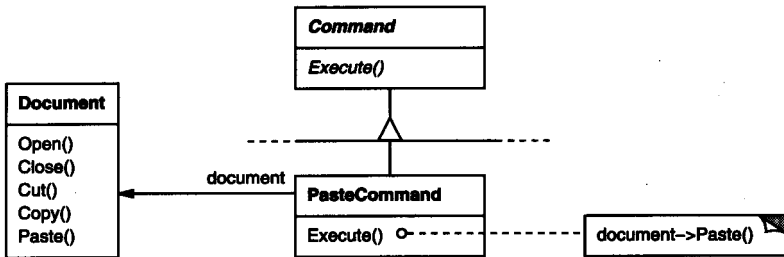 Command
Execute()
Document
Open()
Close()
Cut()
Copy()
Paste()
document
PasteCommand
Execute()
document->Paste()